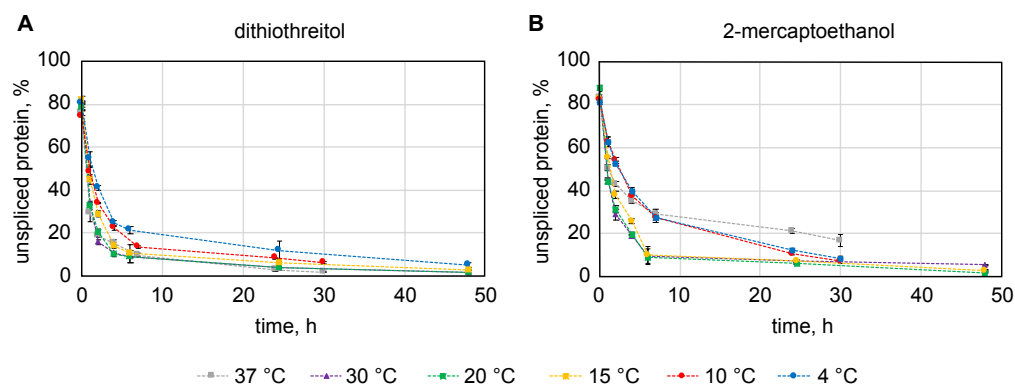 A
dithiothreitol
unspliced protein, %
100
80
60
40
20
0
0
10
20
30
40
50
time, h
B
2-mercaptoethanol
unspliced protein, %
100
80
60
40
20
0
0
10
20
30
40
50
time, h
37 °C
30 °C
20 °C
15 °C
10 °C
4 °C